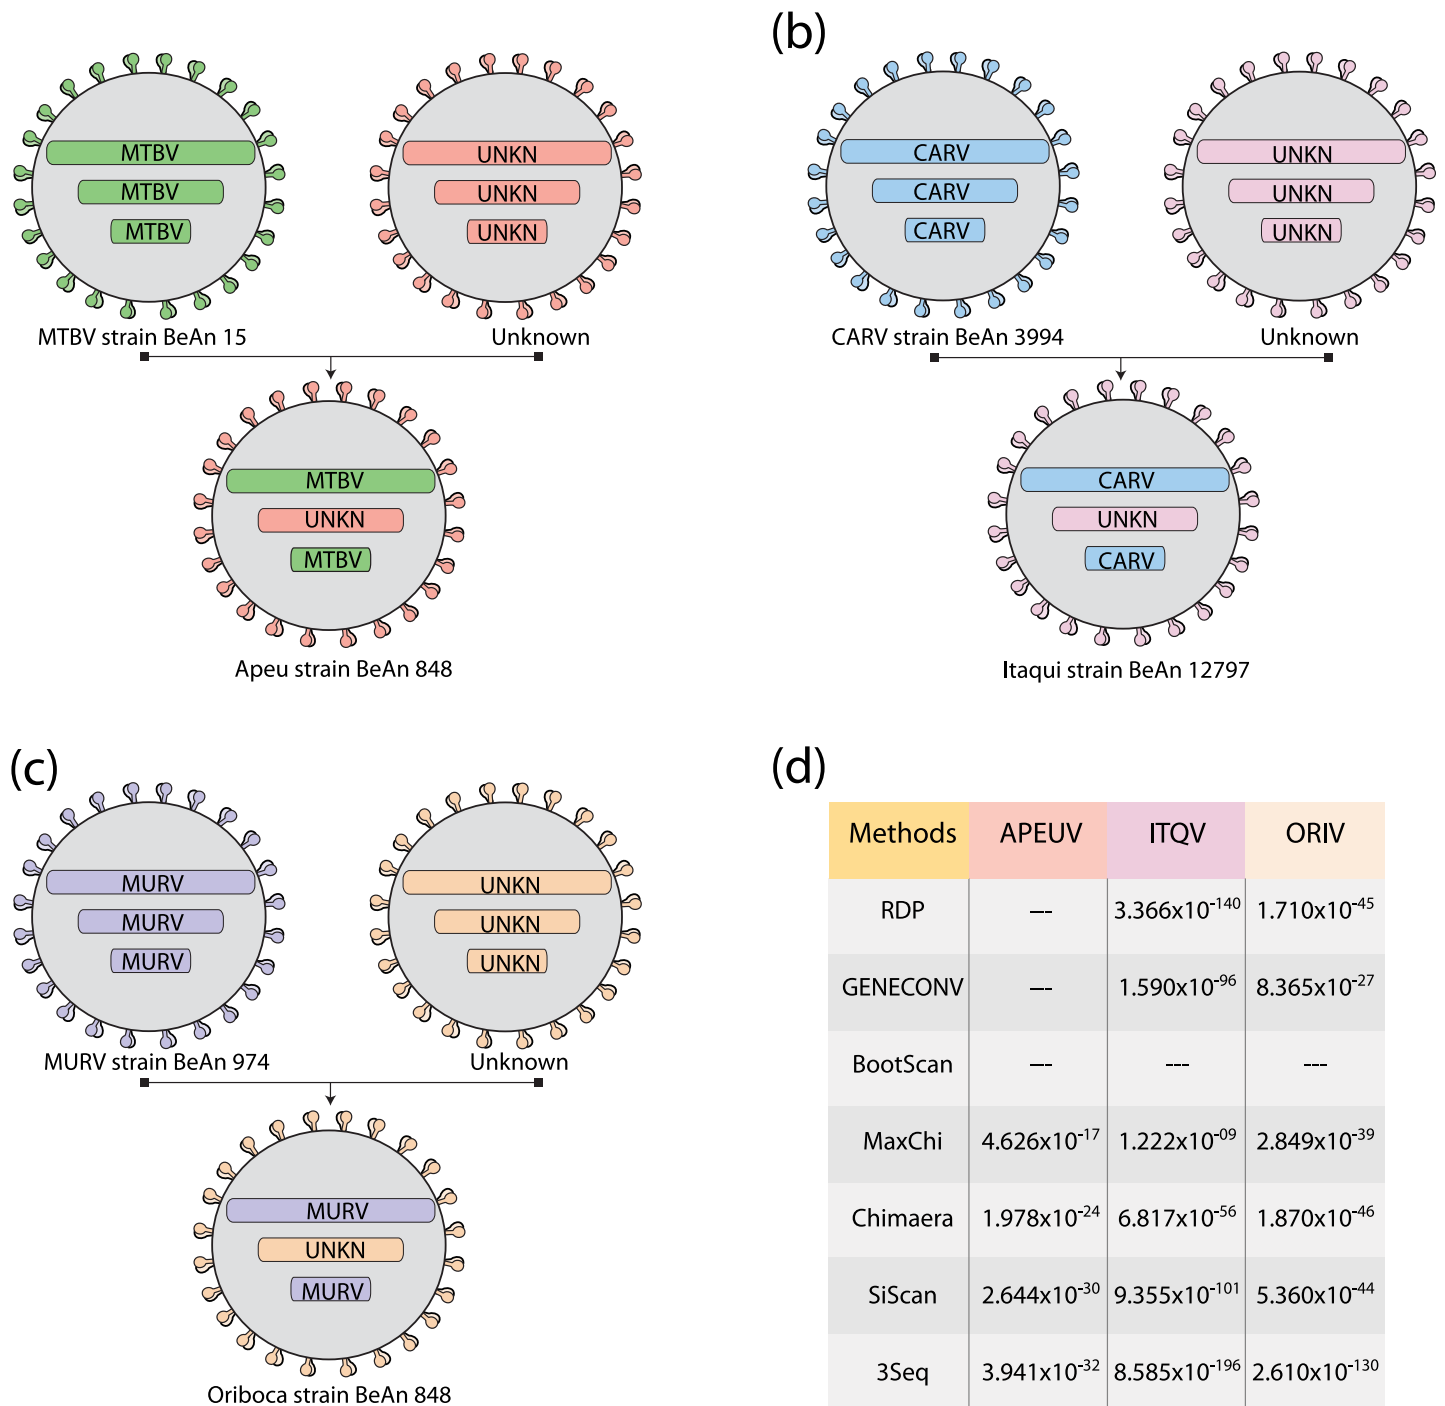 MTBV
MTBV
MTBV
UNKN
UNKN
UNKN
MTBV strain BeAn 15
Unknown
MTBV
UNKN
MTBV
Apeu strain BeAn 848
(b)
CARV
CARV
CARV
UNKN
UNKN
UNKN
CARV strain BeAn 3994
Unknown
CARV
UNKN
CARV
Itaqui strain BeAn 12797
(c)
MURV
MURV
MURV
UNKN
UNKN
UNKN
MURV strain BeAn 974
Unknown
MURV
UNKN
MURV
Oriboca strain BeAn 848
(d)
Methods APEUV ITQV ORIV
RDP --- 3.366x10⁻¹⁴⁰ 1.710x10⁻⁴⁵
GENECONV --- 1.590x10⁻⁹⁶ 8.365x10⁻²⁷
BootScan --- --- ---
MaxChi 4.626x10⁻¹⁷ 1.222x10⁻⁰⁹ 2.849x10⁻³⁹
Chimaera 1.978x10⁻²⁴ 6.817x10⁻⁵⁶ 1.870x10⁻⁴⁶
SiScan 2.644x10⁻³⁰ 9.355x10⁻¹⁰¹ 5.360x10⁻⁴⁴
3Seq 3.941x10⁻³² 8.585x10⁻¹⁹⁶ 2.610x10⁻¹³⁰